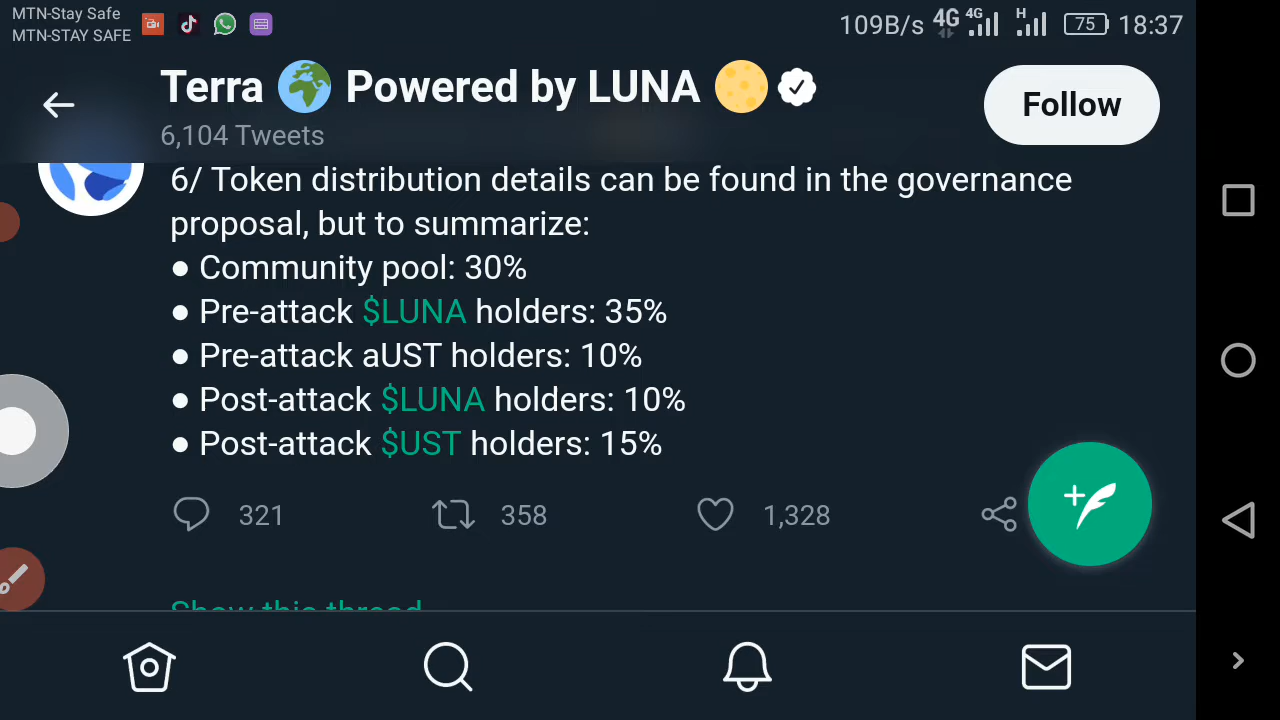 MTN-Stay Safe
MTN-STAY SAFE
109B/s 4G 4G H 75 18:37
Terra 🌍 Powered by LUNA 🌕
Follow
6,104 Tweets
6/ Token distribution details can be found in the governance
proposal, but to summarize:
● Community pool: 30%
● Pre-attack $LUNA holders: 35%
● Pre-attack aUST holders: 10%
● Post-attack $LUNA holders: 10%
● Post-attack $UST holders: 15%
321 358 1,328
Show this thread